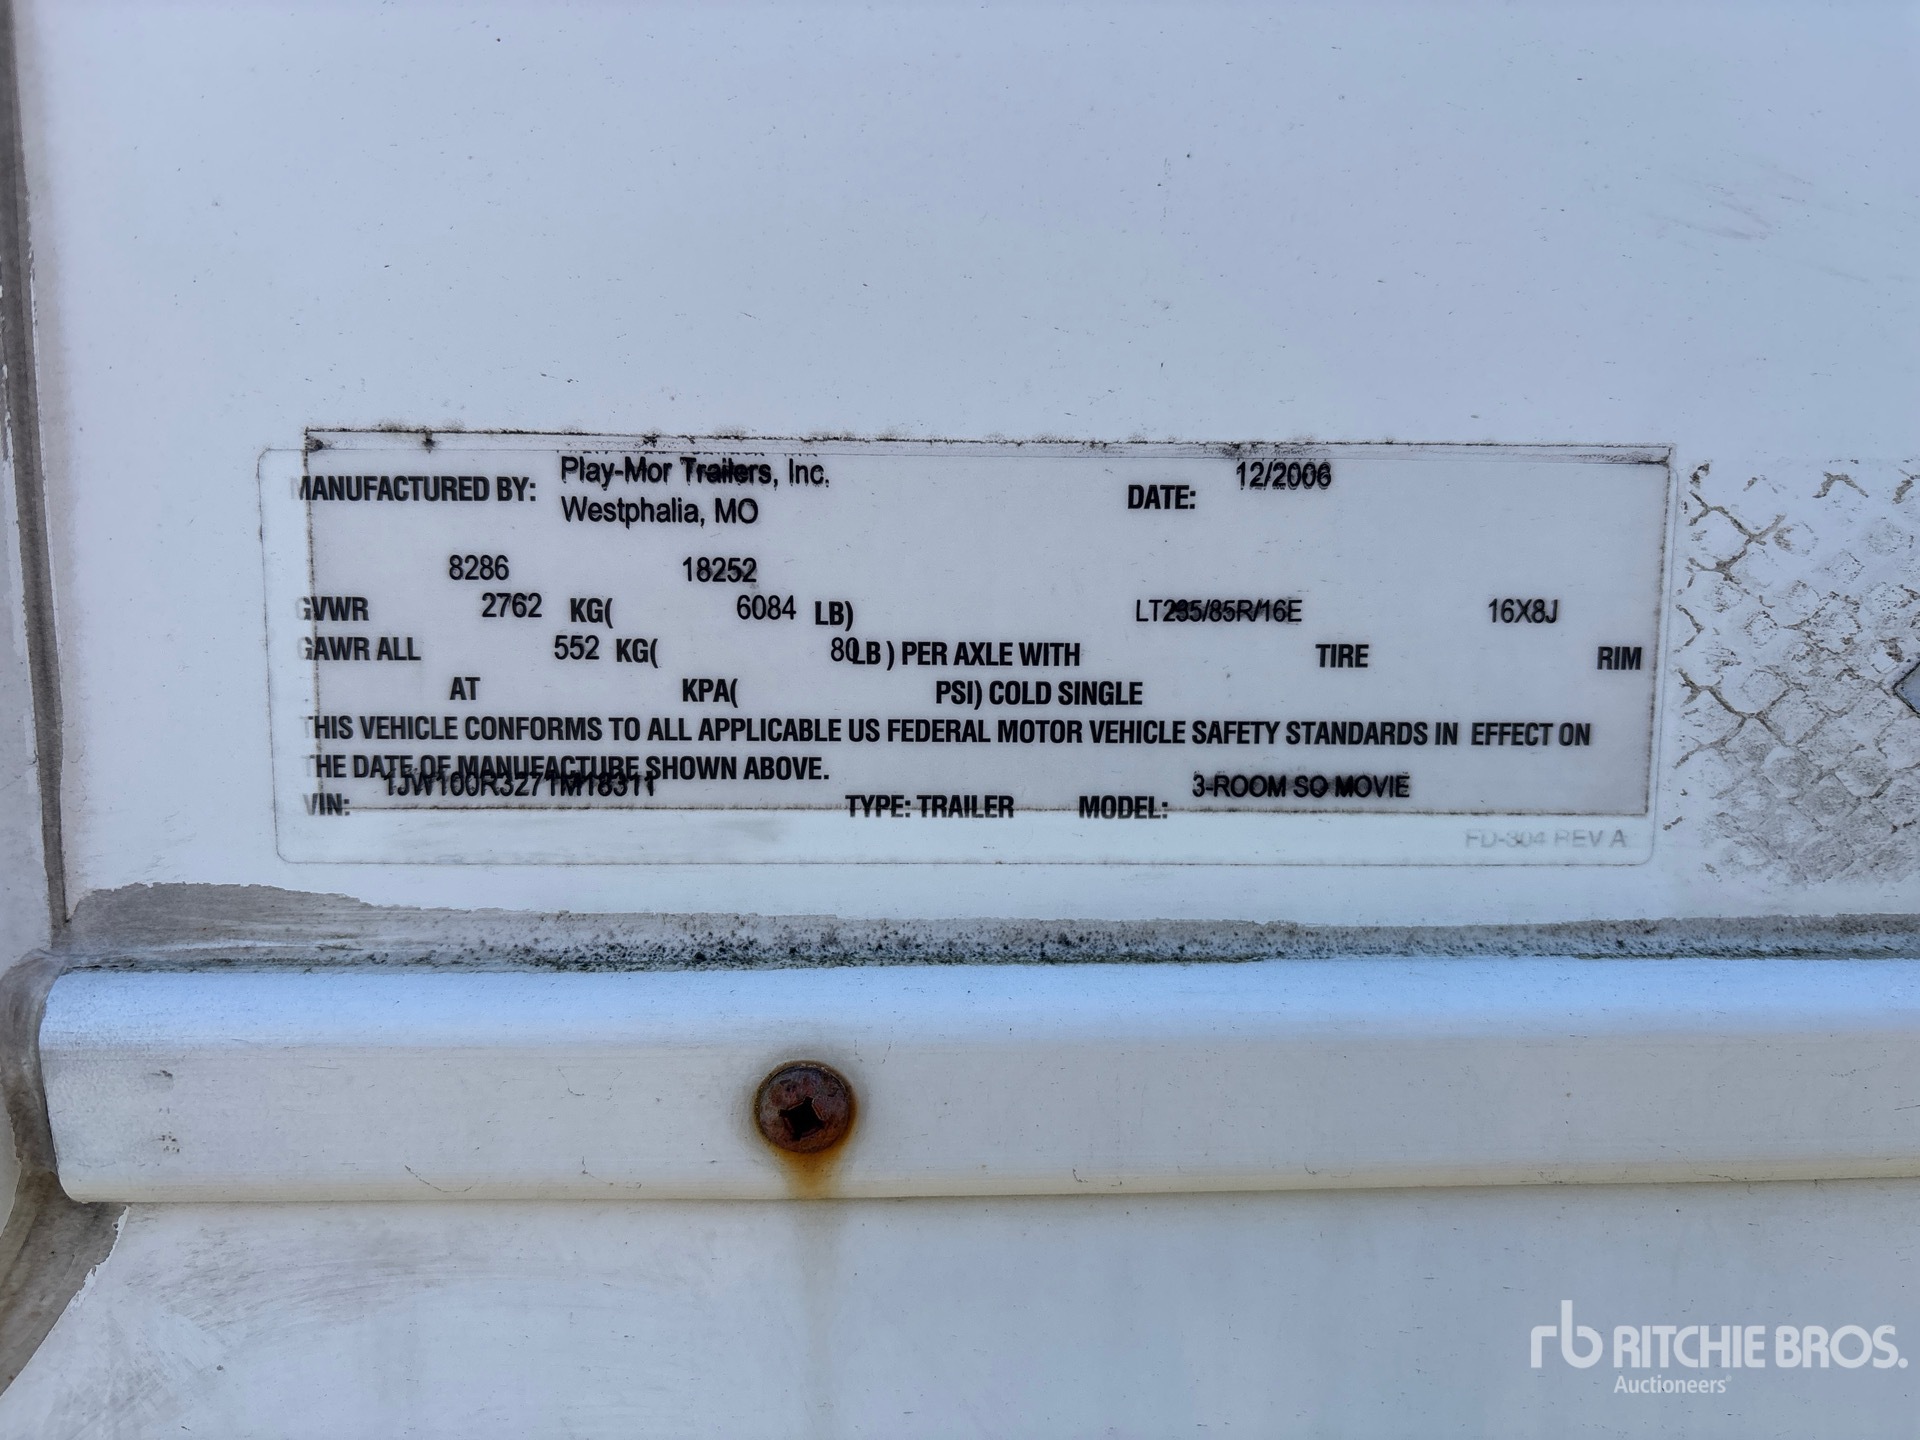 MANUFACTURED BY: Play-Mor Trailers, Inc. DATE: 12/2006
Westphalia, MO
8286 18252
GVWR 2762 KG( 6084 LB) LT235/85R/16E 16X8J
GAWR ALL 552 KG( 80 LB ) PER AXLE WITH TIRE RIM
AT KPA( PSI) COLD SINGLE
THIS VEHICLE CONFORMS TO ALL APPLICABLE US FEDERAL MOTOR VEHICLE SAFETY STANDARDS IN EFFECT ON
THE DATE OF MANUFACTURE SHOWN ABOVE.
VIN: 1JW100R3271M18311 TYPE: TRAILER MODEL: 3-ROOM SO MOVIE
FD-304 REV A
rb RITCHIE BROS.
Auctioneers